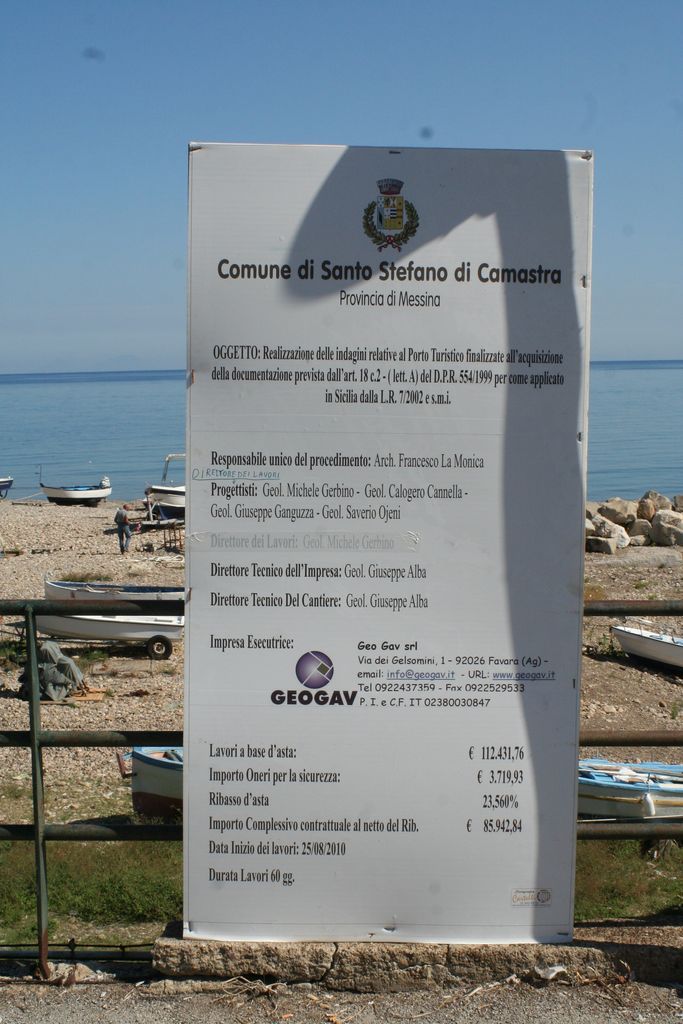 Comune di Santo Stefano di Camastra
Provincia di Messina
OGGETTO: Realizzazione delle indagini relative al Porto Turistico finalizzate all'acquisizione
della documentazione prevista dall'art. 18 c.2 - ( lett. A) del D.P.R. 554/1999 per come applicato
in Sicilia dalla L.R. 7/2002 e s.m.i.
Responsabile unico del procedimento: Arch. Francesco La Monica
DIRETTORE DEI LAVORI
Progettisti: Geol. Michele Gerbino - Geol. Calogero Cannella -
Geol. Giuseppe Ganguzza - Geol. Saverio Ojeni
Direttore dei Lavori: Geol. Michele Gerbino
Direttore Tecnico dell'Impresa: Geol. Giuseppe Alba
Direttore Tecnico Del Cantiere: Geol. Giuseppe Alba
Impresa Esecutrice:
GEOGAV
Geo Gav srl
Via dei Gelsomini, 1 - 92026 Favara (Ag) -
email: info@geogav.it - URL: www.geogav.it
Tel 0922437359 - Fax 0922529533
P. I. e C.F. IT 02380030847
Lavori a base d'asta: € 112.431,76
Importo Oneri per la sicurezza: € 3.719,93
Ribasso d'asta 23,560%
Importo Complessivo contrattuale al netto del Rib. € 85.942,84
Data Inizio dei lavori: 25/08/2010
Durata Lavori 60 gg.